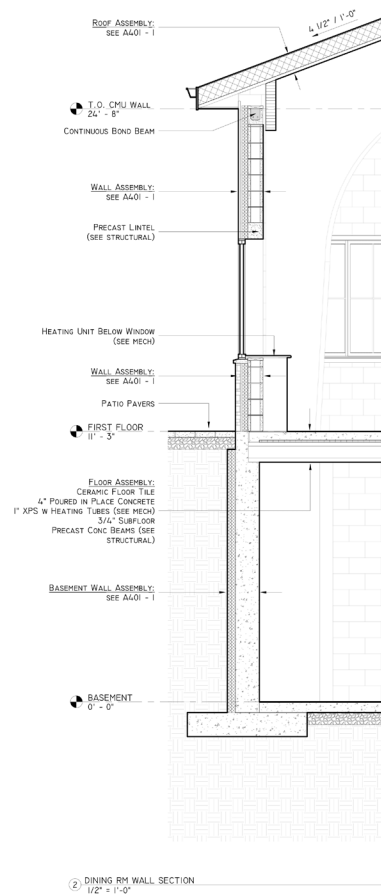 ROOF ASSEMBLY:
SEE A401 - 1
4 1/2" / 1'-0"
T.O. CMU WALL
24' - 8"
CONTINUOUS BOND BEAM
WALL ASSEMBLY:
SEE A401 - 1
PRECAST LINTEL
(SEE STRUCTURAL)
HEATING UNIT BELOW WINDOW
(SEE MECH)
WALL ASSEMBLY:
SEE A401 - 1
PATIO PAVERS
FIRST FLOOR
11' - 3"
FLOOR ASSEMBLY:
CERAMIC FLOOR TILE
4" POURED IN PLACE CONCRETE
1" XPS W HEATING TUBES (SEE MECH)
3/4" SUBFLOOR
PRECAST CONC BEAMS (SEE
STRUCTURAL)
BASEMENT WALL ASSEMBLY:
SEE A401 - 1
BASEMENT
0' - 0"
2 DINING RM WALL SECTION
1/2" = 1'-0"